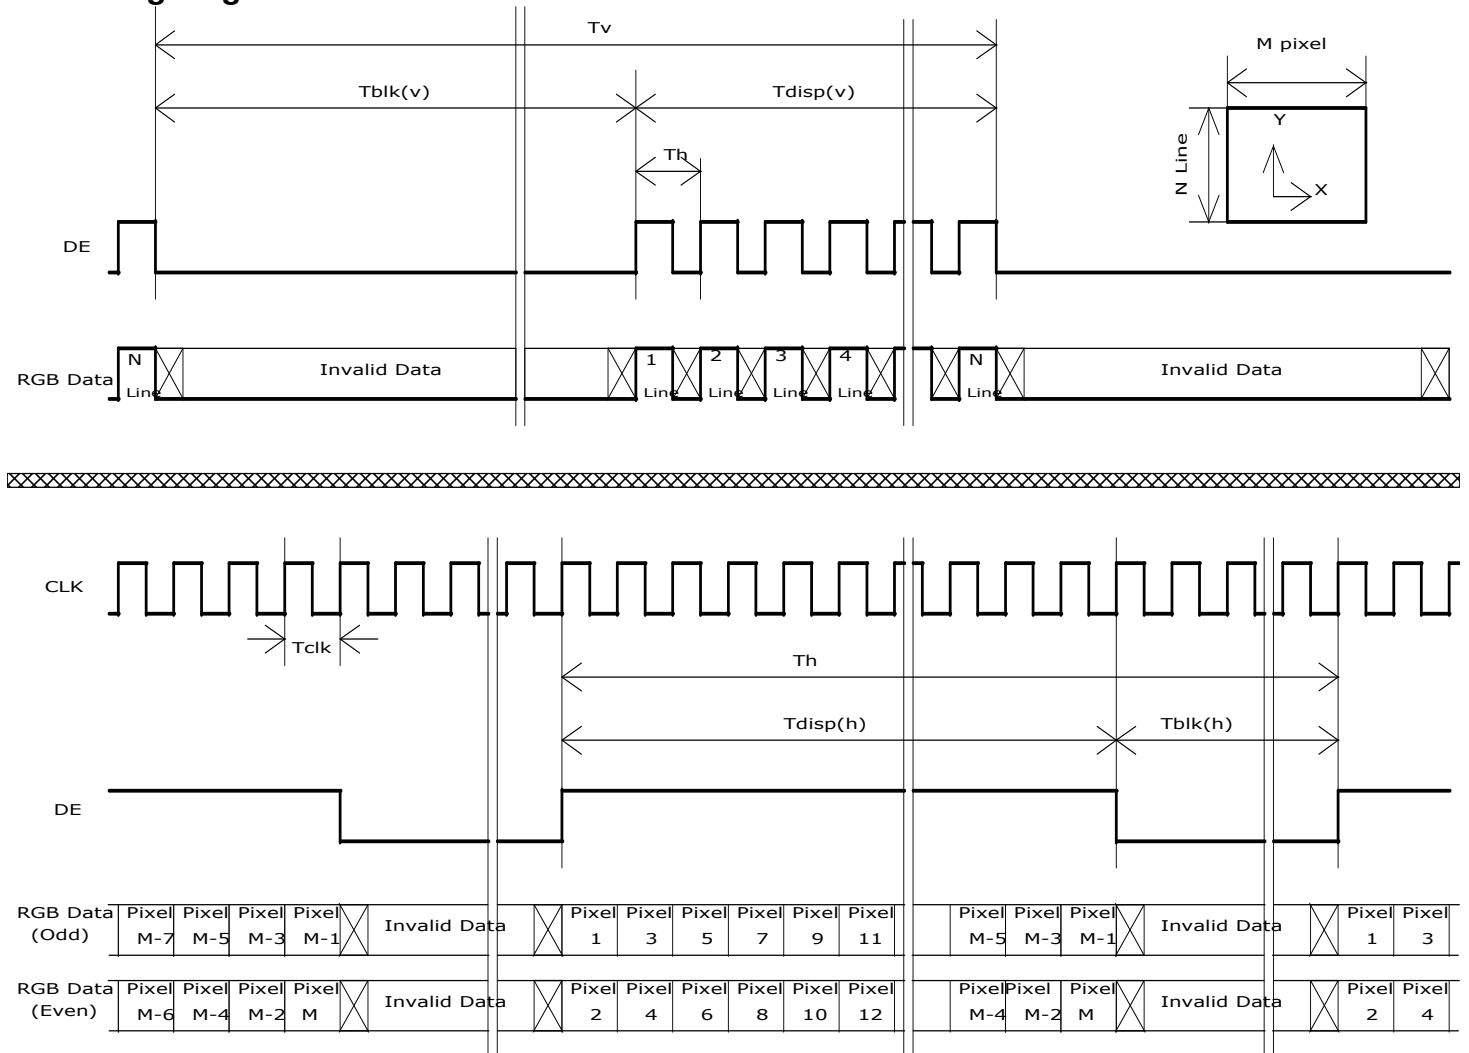 Tv
M pixel
Tblk(v)
Tdisp(v)
Th
Y
X
N Line
DE
RGB Data
N Line
Invalid Data
1 Line
2 Line
3 Line
4 Line
N Line
Invalid Data
CLK
Tclk
Th
Tdisp(h)
Tblk(h)
DE
RGB Data (Odd)
Pixel M-7
Pixel M-5
Pixel M-3
Pixel M-1
Invalid Data
Pixel 1
Pixel 3
Pixel 5
Pixel 7
Pixel 9
Pixel 11
Pixel M-5
Pixel M-3
Pixel M-1
Invalid Data
Pixel 1
Pixel 3
RGB Data (Even)
Pixel M-6
Pixel M-4
Pixel M-2
Pixel M
Invalid Data
Pixel 2
Pixel 4
Pixel 6
Pixel 8
Pixel 10
Pixel 12
Pixel M-4
Pixel M-2
Pixel M
Invalid Data
Pixel 2
Pixel 4